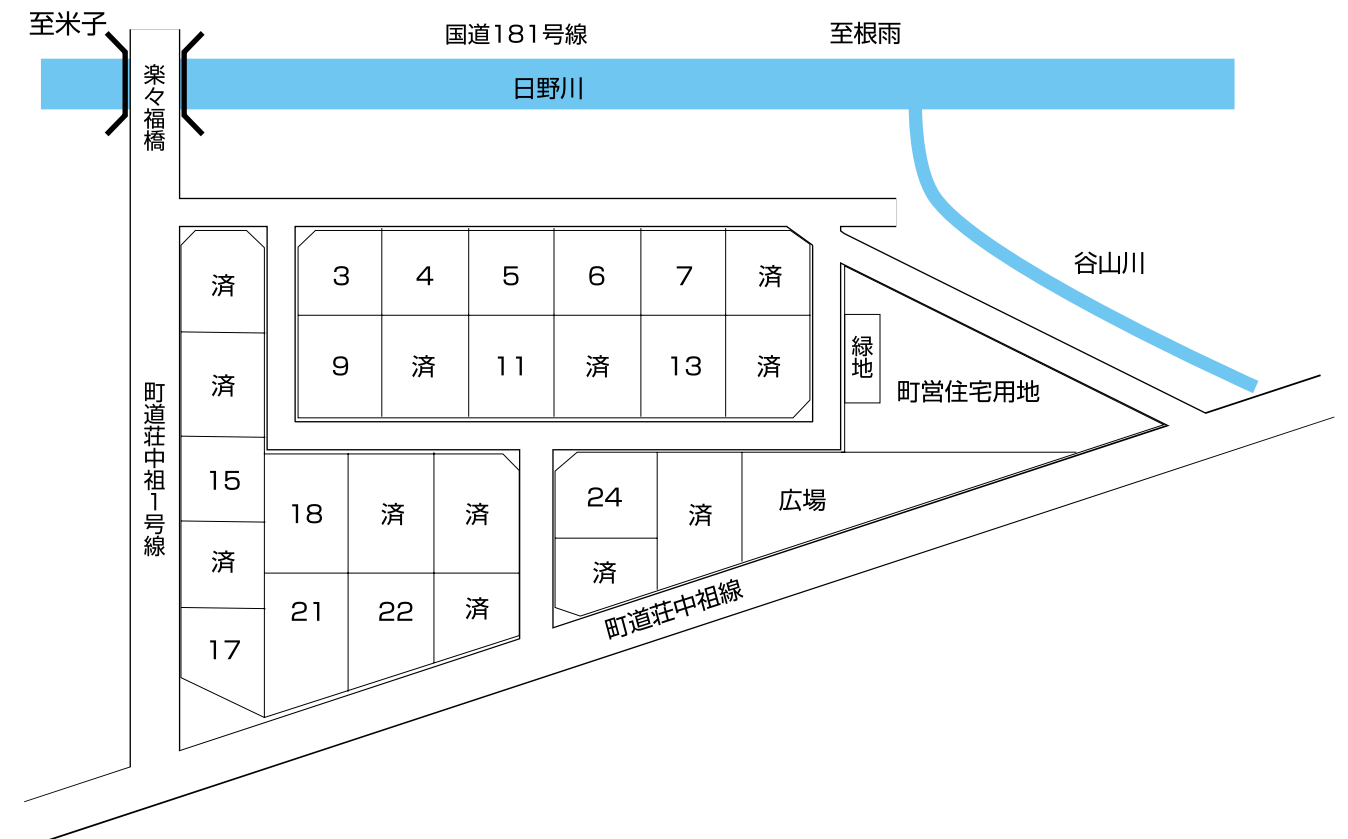 至米子
国道181号線
至根雨
日野川
楽々福橋
谷山川
済
3
4
5
6
7
済
済
9
済
11
済
13
済
緑地
町営住宅用地
町道荘中祖1号線
15
18
済
済
24
済
広場
済
済
17
21
22
済
町道荘中祖線